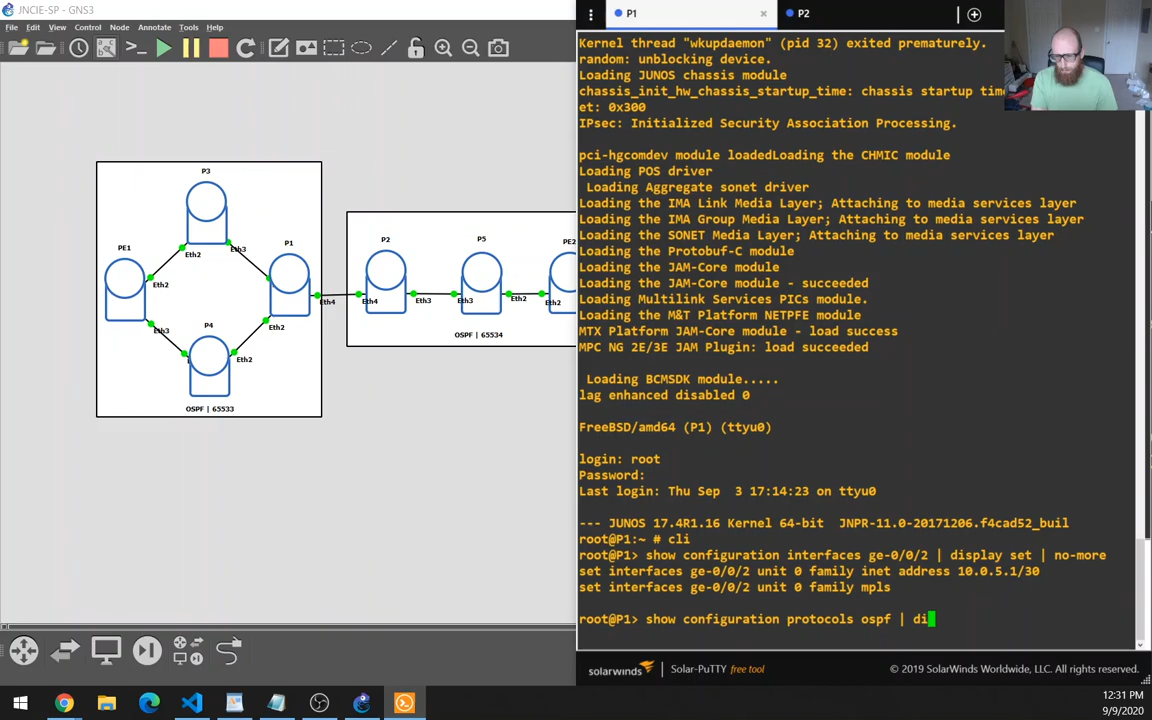 JNCIE-SP - GNS3
File Edit View Control Node Annotate Tools Help
P3
PE1
P1
Eth2
Eth3
Eth2
Eth3
Eth2
Eth2
P4
OSPF | 65533
Eth4
Eth4
P2
P5
PE2
Eth3
Eth3
Eth2
Eth2
OSPF | 65534
P1
P2
Kernel thread "wkupdaemon" (pid 32) exited prematurely.
random: unblocking device.
Loading JUNOS chassis module
chassis_init_hw_chassis_startup_time: chassis startup time
et: 0x300
IPsec: Initialized Security Association Processing.
pci-hgcomdev module loadedLoading the CHMIC module
Loading POS driver
Loading Aggregate sonet driver
Loading the IMA Link Media Layer; Attaching to media services layer
Loading the IMA Group Media Layer; Attaching to media services layer
Loading the SONET Media Layer; Attaching to media services layer
Loading the Protobuf-C module
Loading the JAM-Core module
Loading the JAM-Core module - succeeded
Loading Multilink Services PICs module.
Loading the M&T Platform NETPFE module
MTX Platform JAM-Core module - load success
MPC NG 2E/3E JAM Plugin: load succeeded
Loading BCMSDK module.....
lag enhanced disabled 0
FreeBSD/amd64 (P1) (ttyu0)
login: root
Password:
Last login: Thu Sep  3 17:14:23 on ttyu0
--- JUNOS 17.4R1.16 Kernel 64-bit  JNPR-11.0-20171206.f4cad52_buil
root@P1:~ # cli
root@P1> show configuration interfaces ge-0/0/2 | display set | no-more
set interfaces ge-0/0/2 unit 0 family inet address 10.0.5.1/30
set interfaces ge-0/0/2 unit 0 family mpls
root@P1> show configuration protocols ospf | di
solarwinds | Solar-PuTTY free tool
© 2019 SolarWinds Worldwide, LLC. All rights reserved.
12:31 PM
9/9/2020